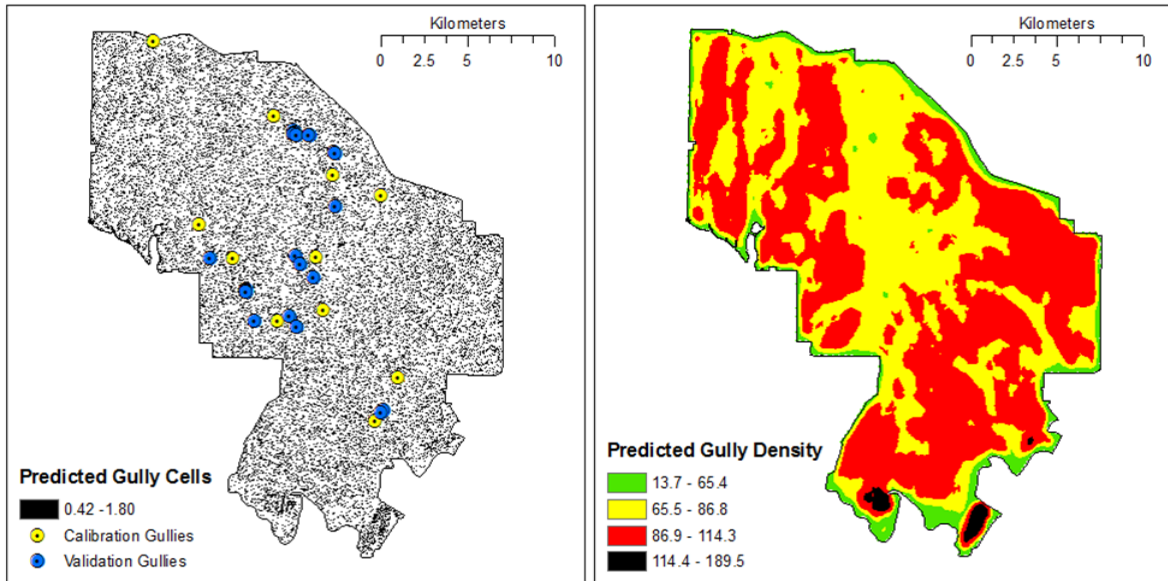 Kilometers
0 2.5 5 10
Predicted Gully Cells
0.42 -1.80
Calibration Gullies
Validation Gullies
Kilometers
0 2.5 5 10
Predicted Gully Density
13.7 - 65.4
65.5 - 86.8
86.9 - 114.3
114.4 - 189.5